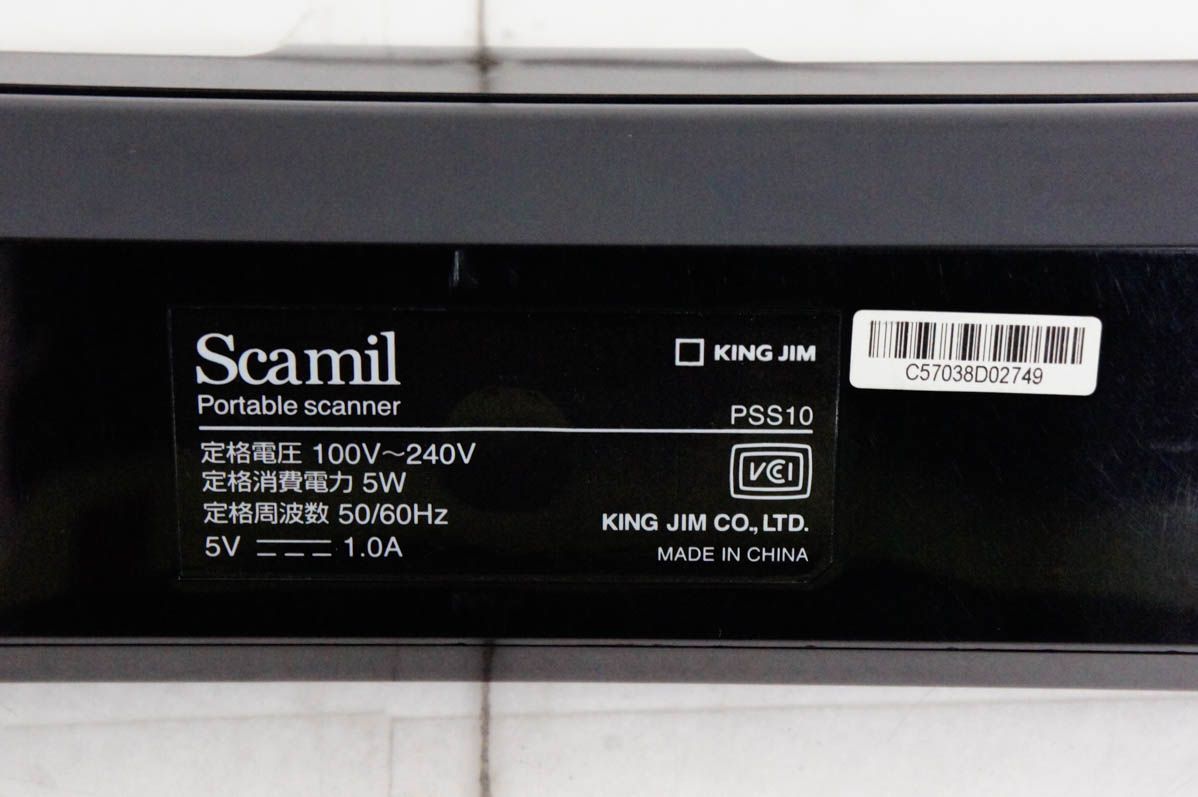 Scamil
Portable scanner
KING JIM
PSS10
定格電圧 100V～240V
定格消費電力 5W
定格周波数 50/60Hz
5V 1.0A
VCCI
KING JIM CO., LTD.
MADE IN CHINA
C57038D02749